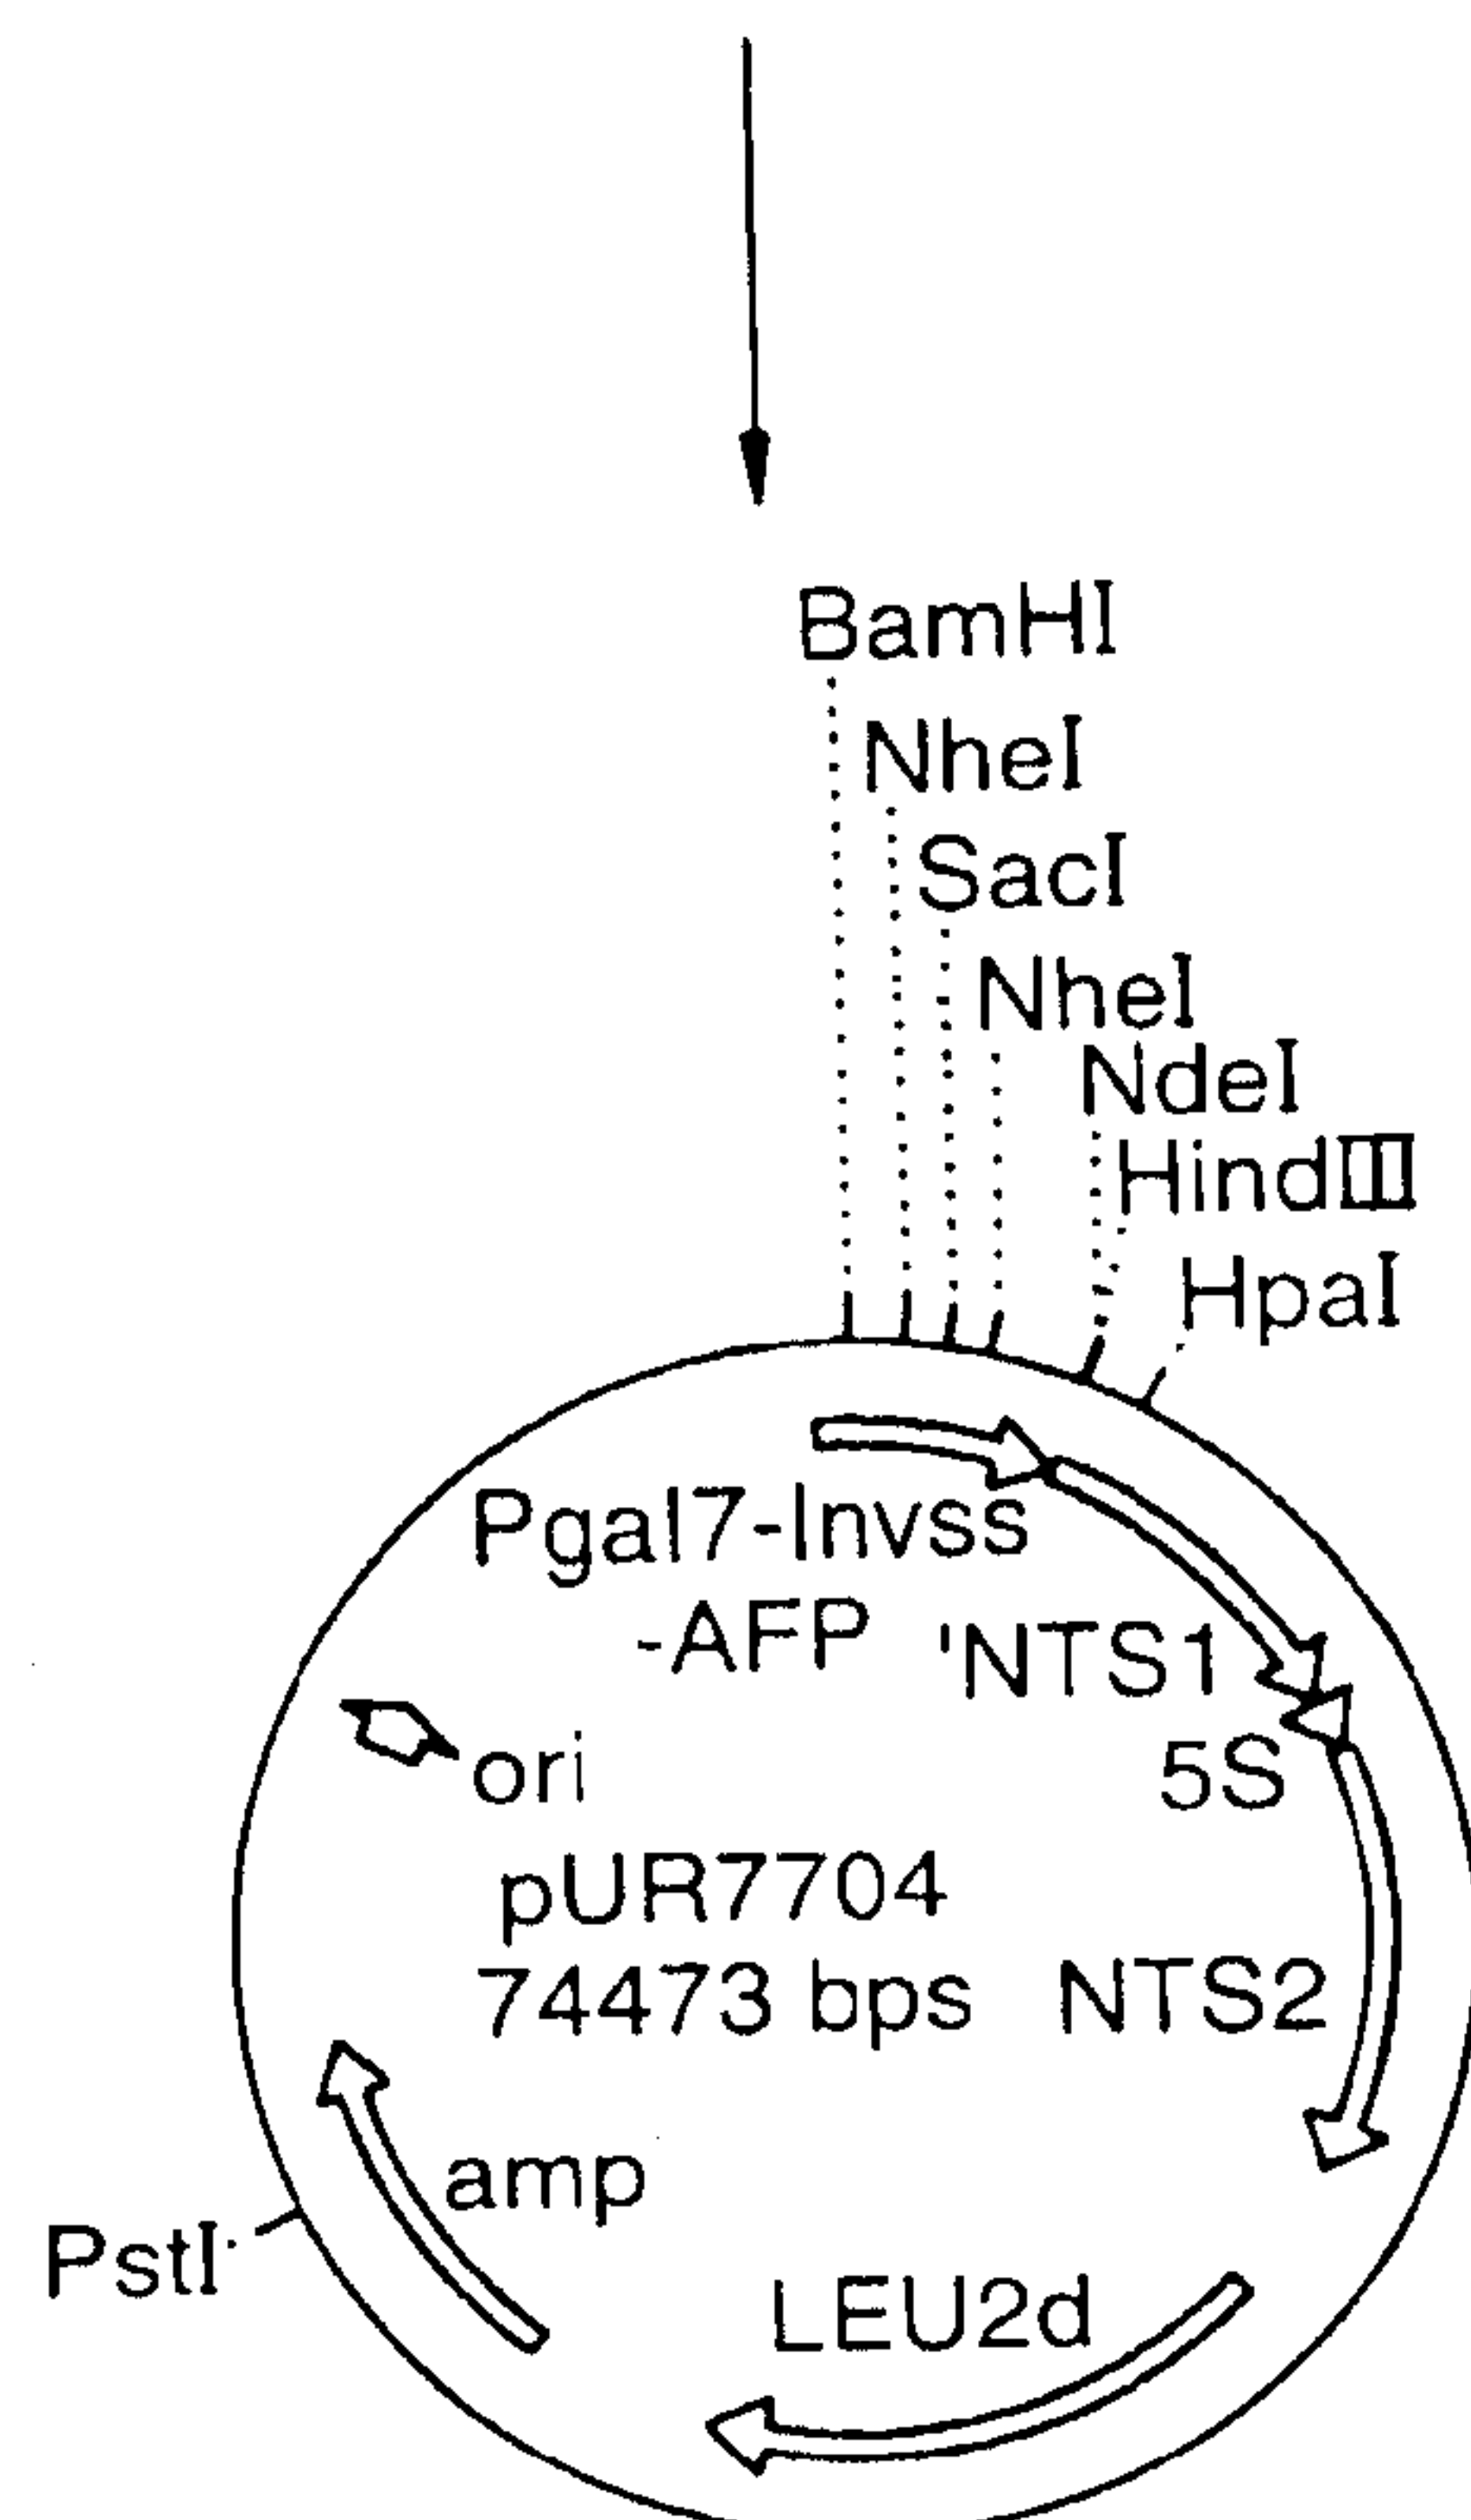 BamHI
NheI
SacI
NheI
NdeI
HindIII
HpaI
Pgal7-Invss
-AFP
'NTS1
ori
5S
pUR7704
74473 bps
NTS2
amp
PstI
LEU2d